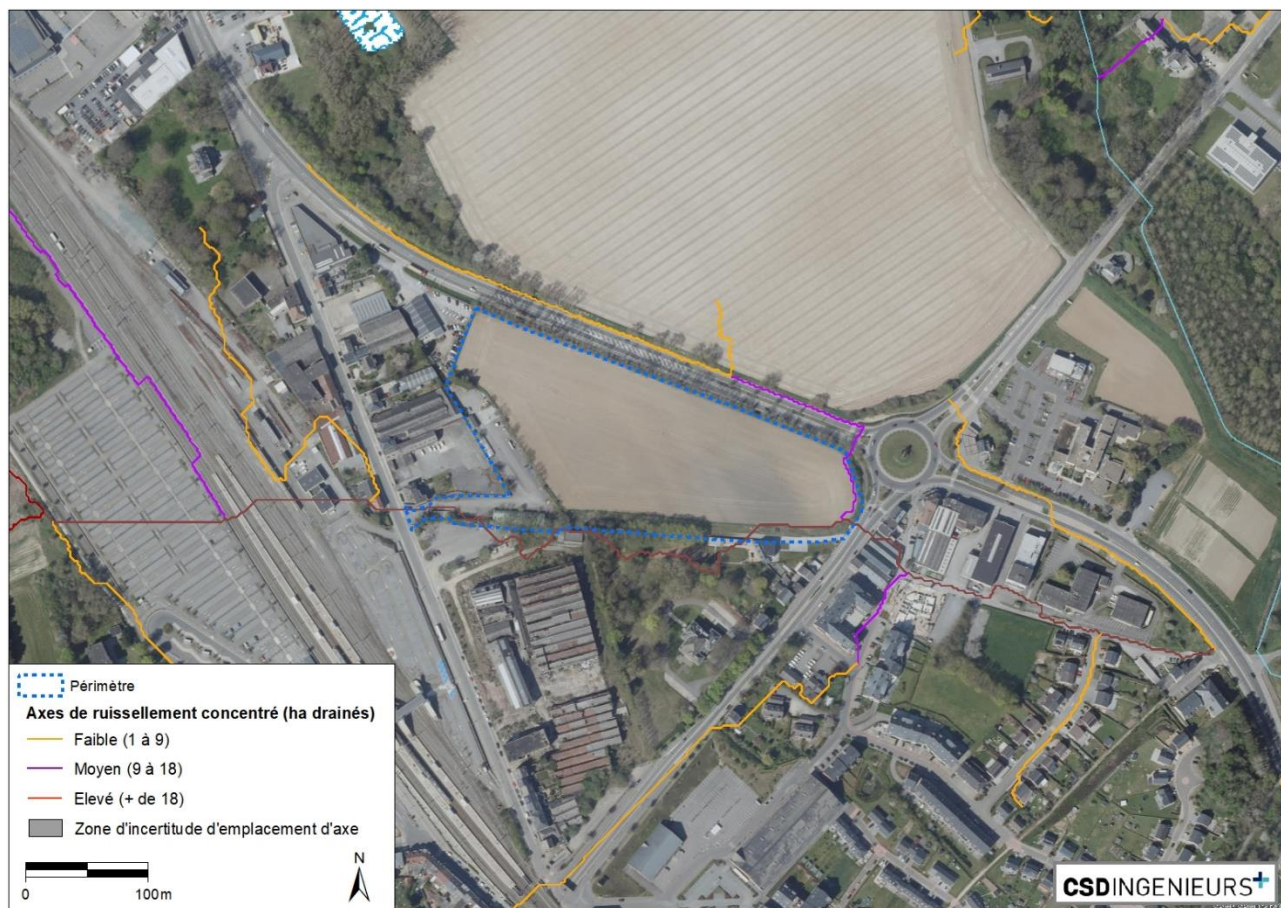 Périmètre
Axes de ruissellement concentré (ha drainés)
Faible (1 à 9)
Moyen (9 à 18)
Elevé (+ de 18)
Zone d'incertitude d'emplacement d'axe
0 100m
N
CSDINGENIEURS+